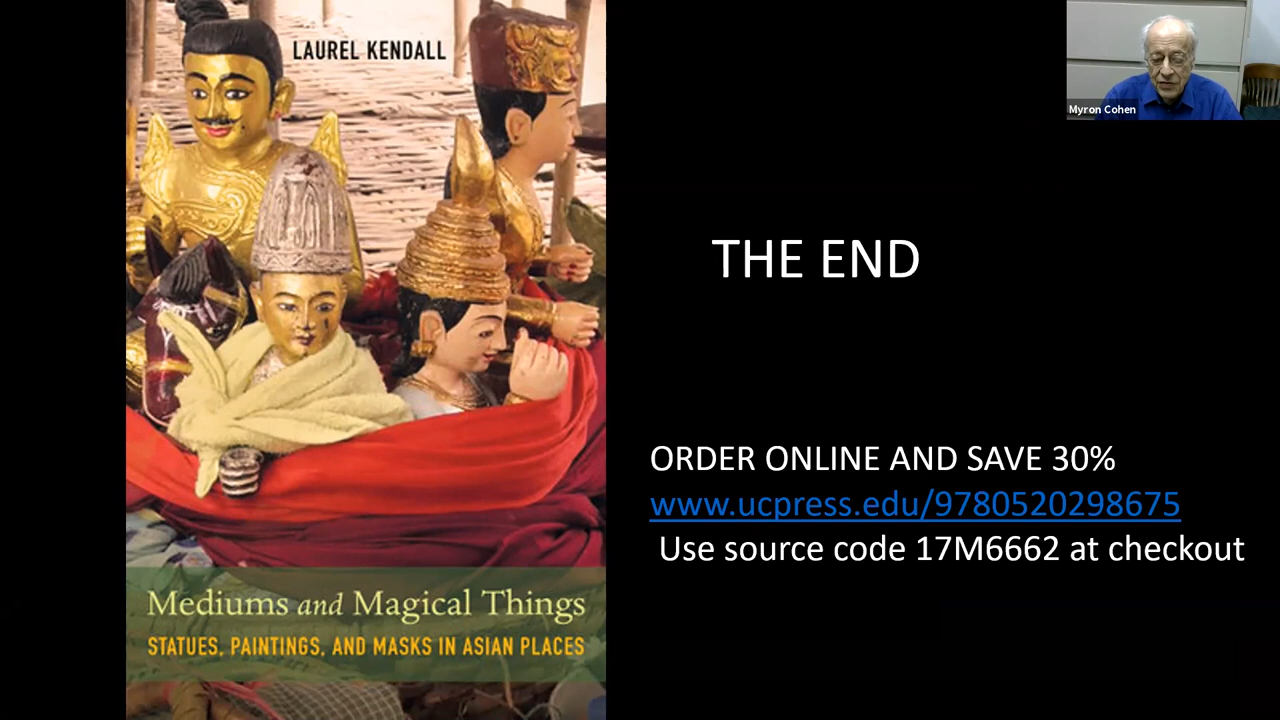 LAUREL KENDALL
Mediums and Magical Things
STATUES, PAINTINGS, AND MASKS IN ASIAN PLACES
THE END
ORDER ONLINE AND SAVE 30%
www.ucpress.edu/9780520298675
Use source code 17M6662 at checkout
Myron Cohen